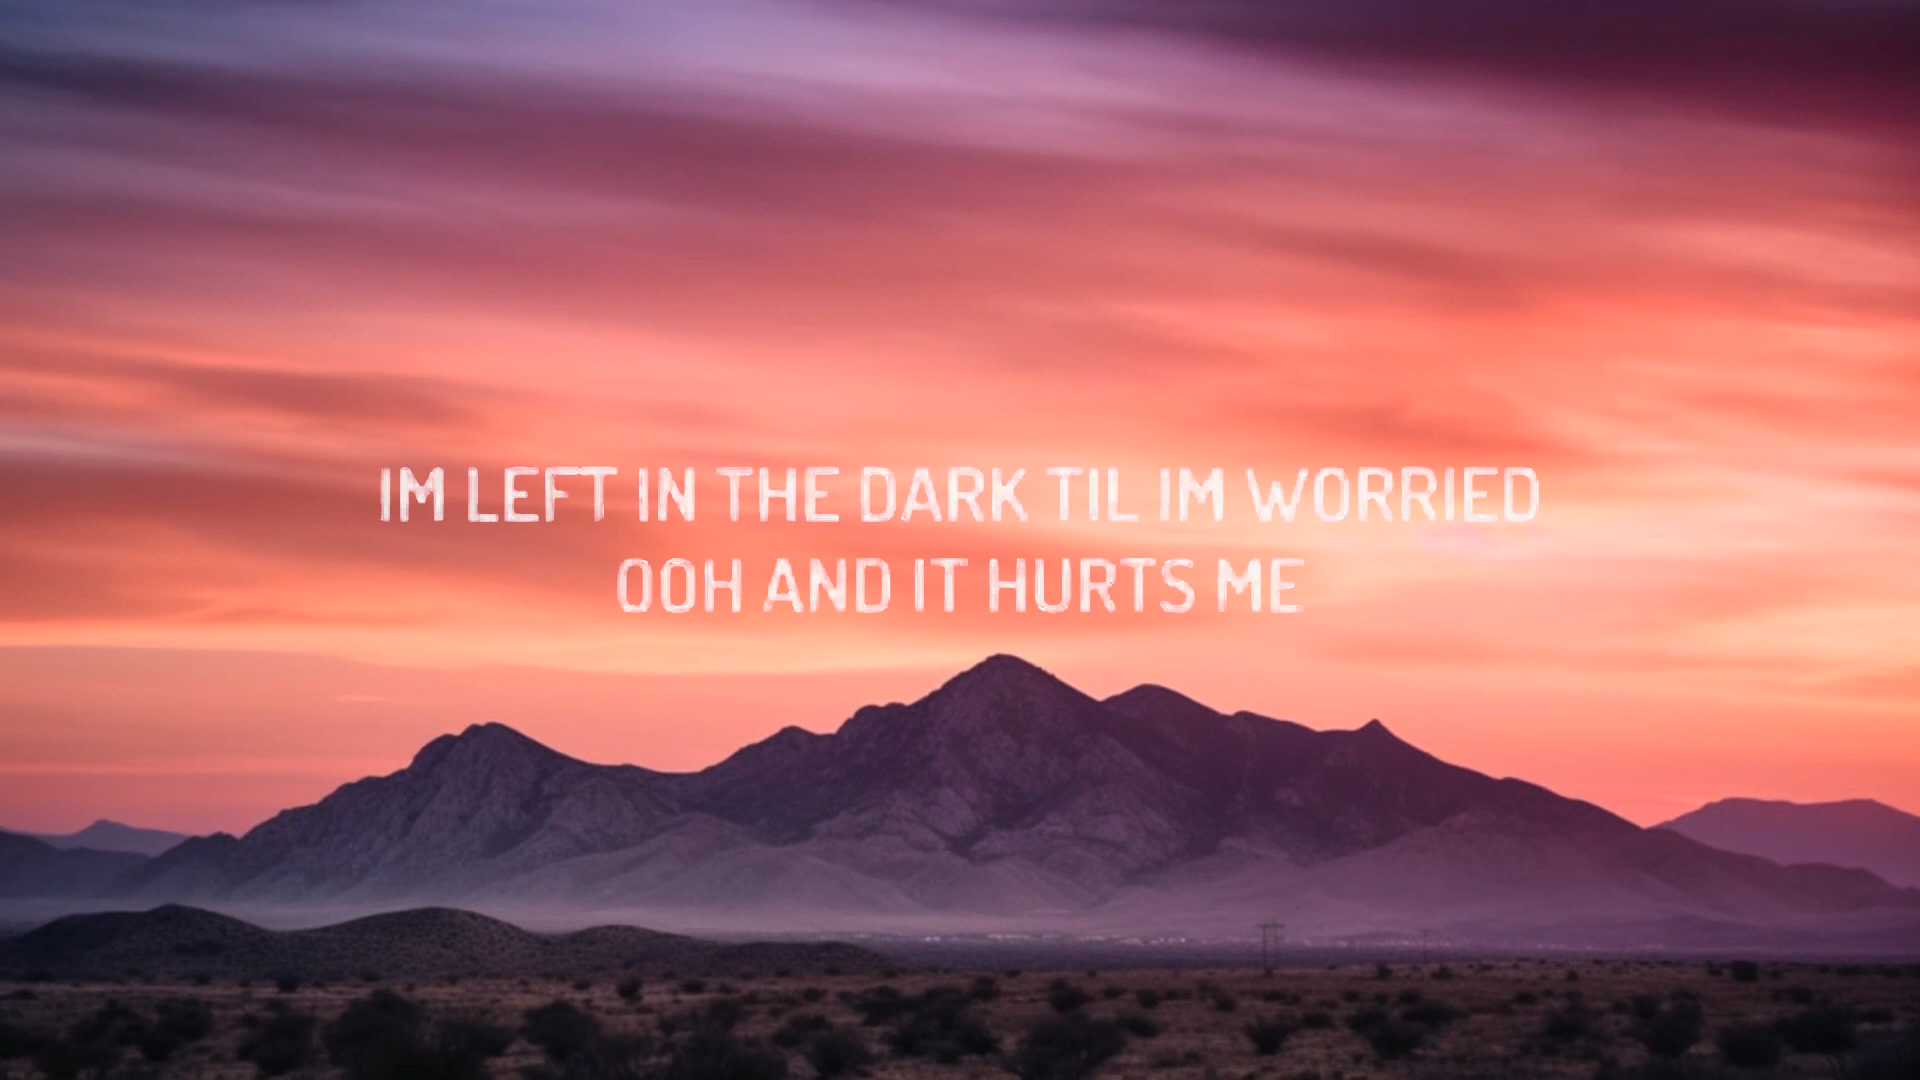 IM LEFT IN THE DARK TIL IM WORRIED
OOH AND IT HURTS ME